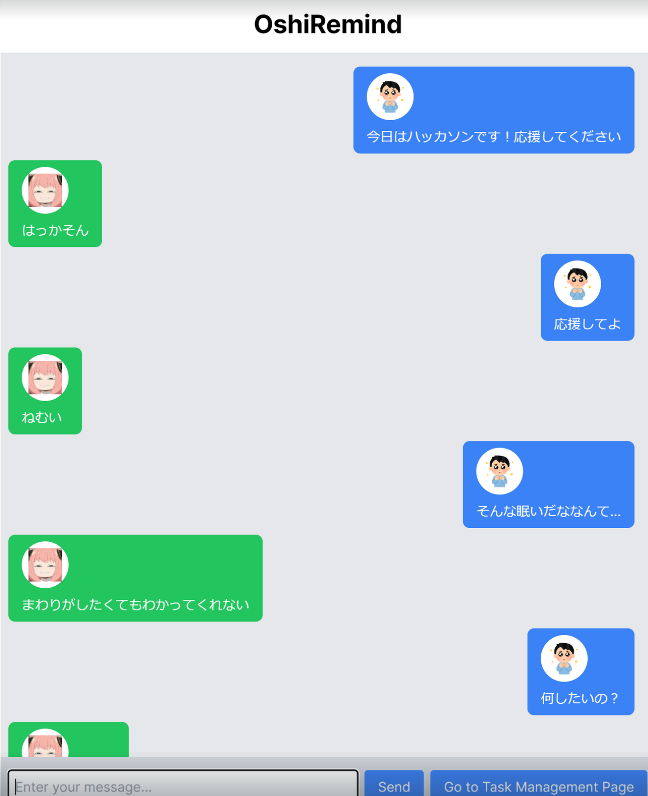 OshiRemind
今日はハッカソンです！応援してください
はっかそん
応援してよ
ねむい
そんな眠いだななんて...
まわりがしたくてもわかってくれない
何したいの？
Enter your message...
Send
Go to Task Management Page